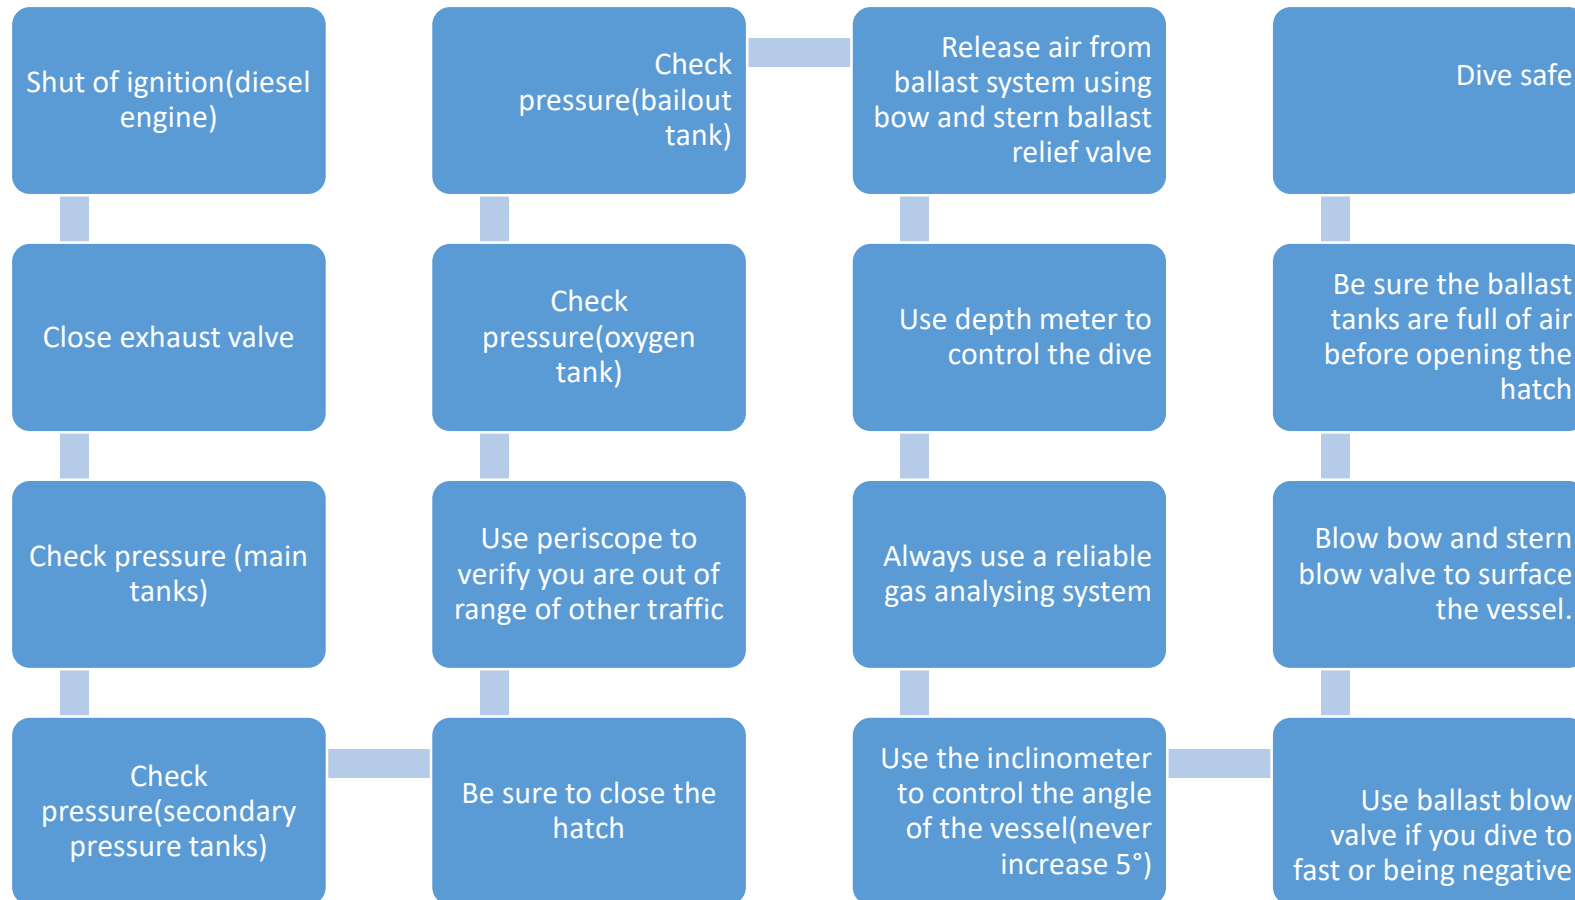 Shut of ignition(diesel
engine)
Close exhaust valve
Check pressure (main
tanks)
Check
pressure(secondary
pressure tanks)
Be sure to close the
hatch
Use periscope to
verify you are out of
range of other traffic
Check
pressure(oxygen
tank)
Check
pressure(bailout
tank)
Release air from
ballast system using
bow and stern ballast
relief valve
Use depth meter to
control the dive
Always use a reliable
gas analysing system
Use the inclinometer
to control the angle
of the vessel(never
increase 5°)
Use ballast blow
valve if you dive to
fast or being negative
Blow bow and stern
blow valve to surface
the vessel.
Be sure the ballast
tanks are full of air
before opening the
hatch
Dive safe